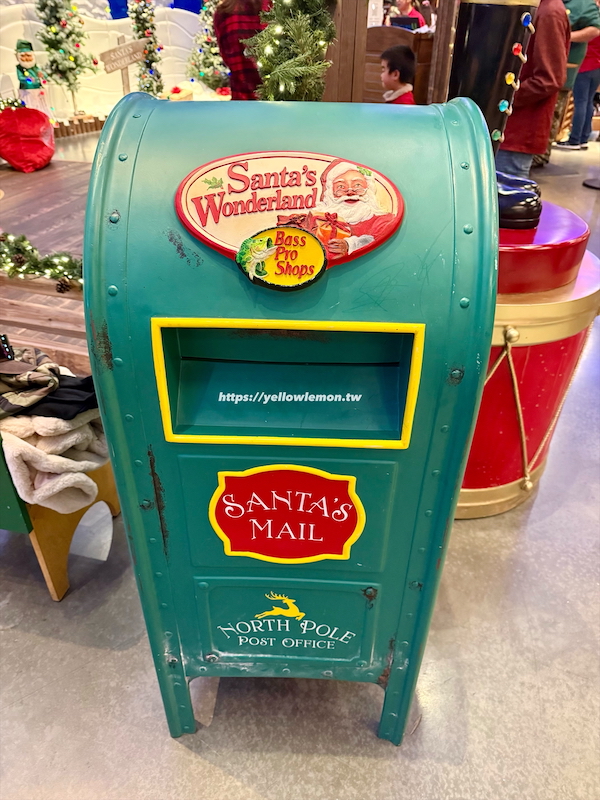 Santa's
Wonderland
Bass
Pro
Shops
https://yellowlemon.tw
SANTA'S
MAIL
NORTH POLE
POST OFFICE